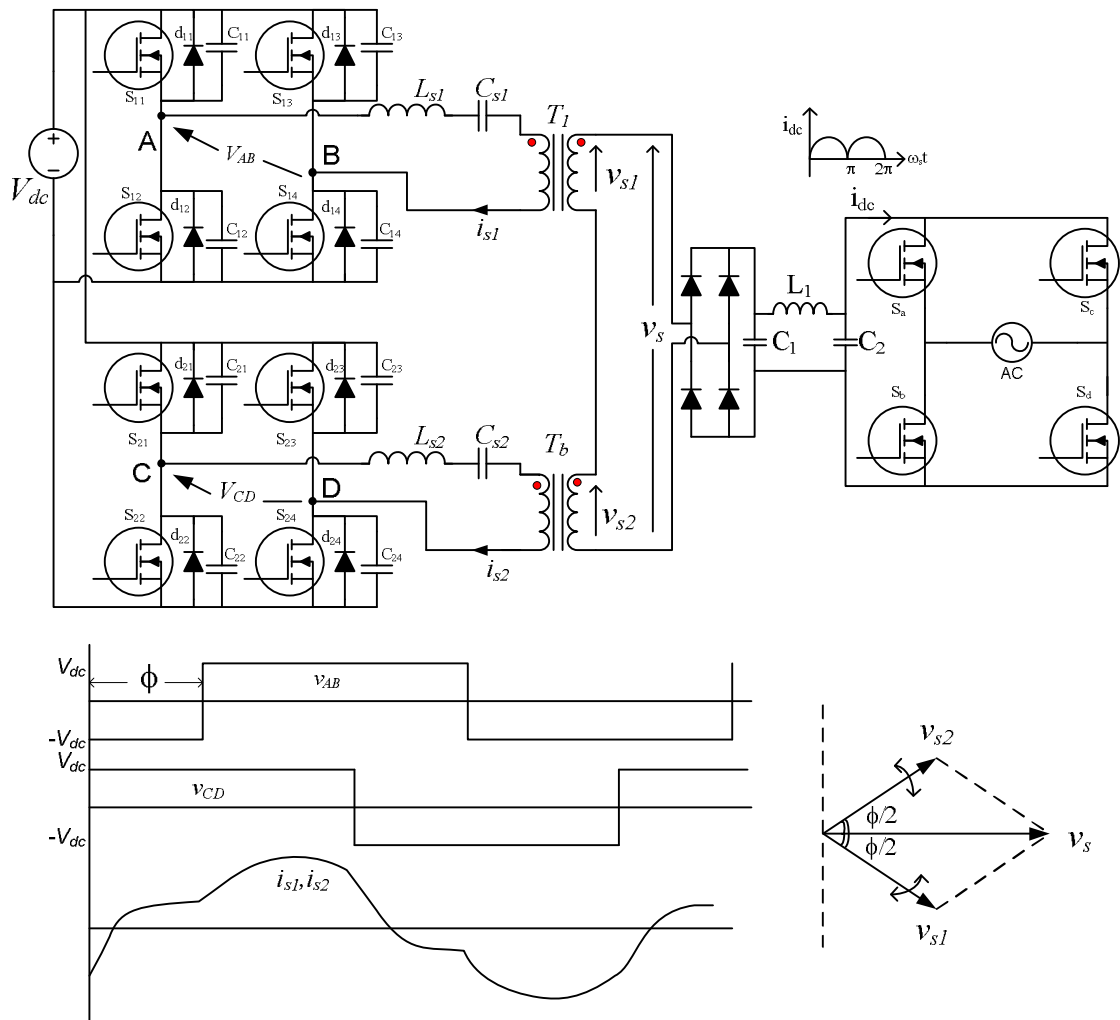 d11 C11 d13 C13
S11 S13
Ls1 Cs1 T1
A VAB B
Vdc
S12 d12 C12 S14 d14 C14
is1
vs1
idc
π 2π ωst
idc
Sa Sc
L1
C1 C2
vs
AC
Sb Sd
d21 C21 d23 C23
S21 S23
Ls2 Cs2 Tb
C VCD D
S22 d22 C22 S24 d24 C24
is2
vs2
Vdc
ϕ
vAB
-Vdc
Vdc
vCD
-Vdc
is1,is2
vs2
ϕ/2
ϕ/2
vs
vs1